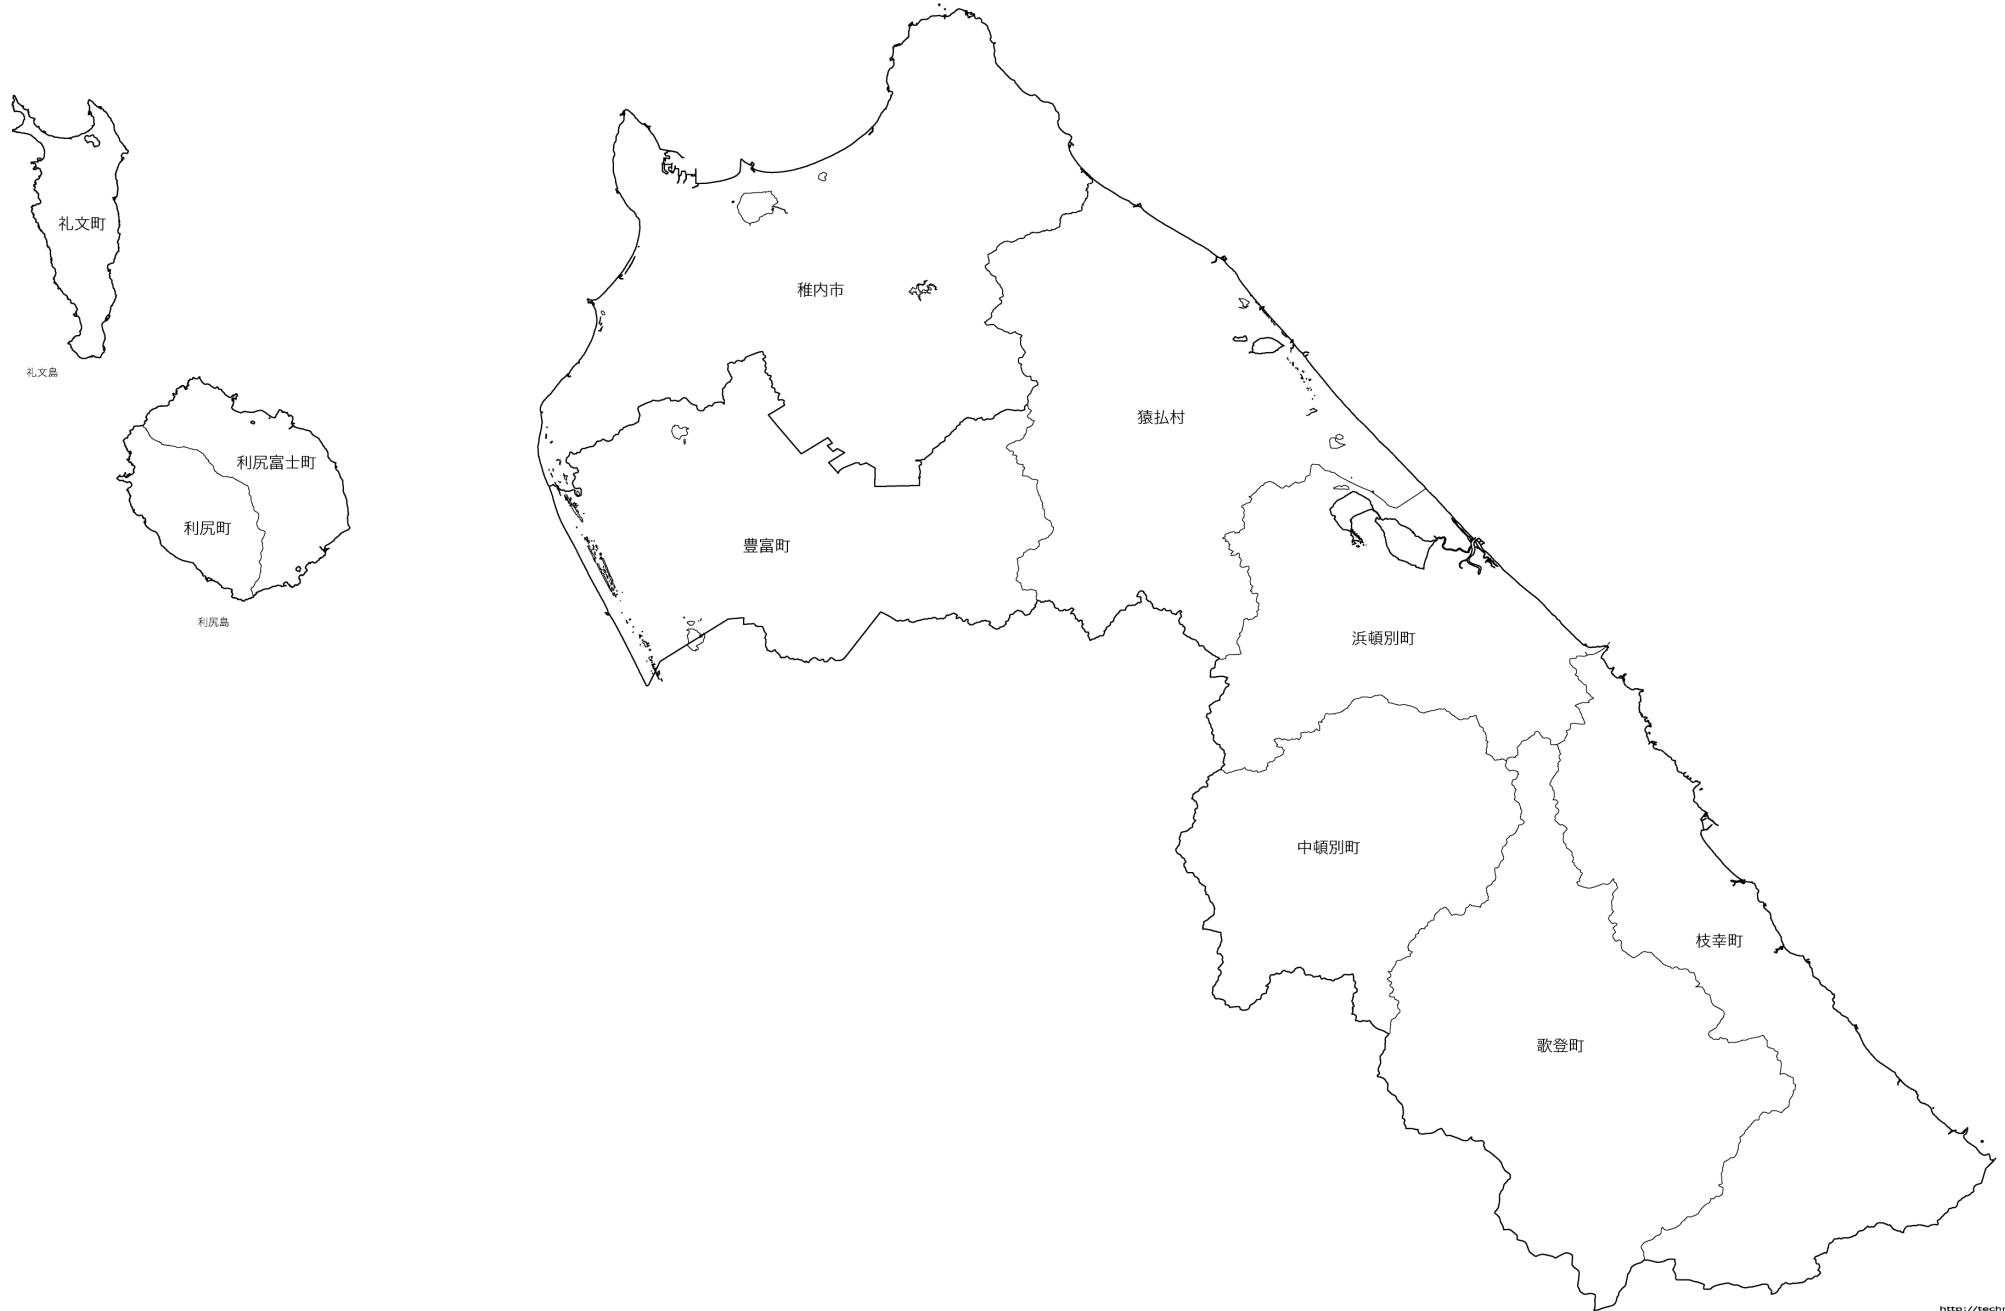 礼文町
稚内市
礼文島
猿払村
利尻富士町
利尻町
豊富町
利尻島
浜頓別町
中頓別町
枝幸町
歌登町